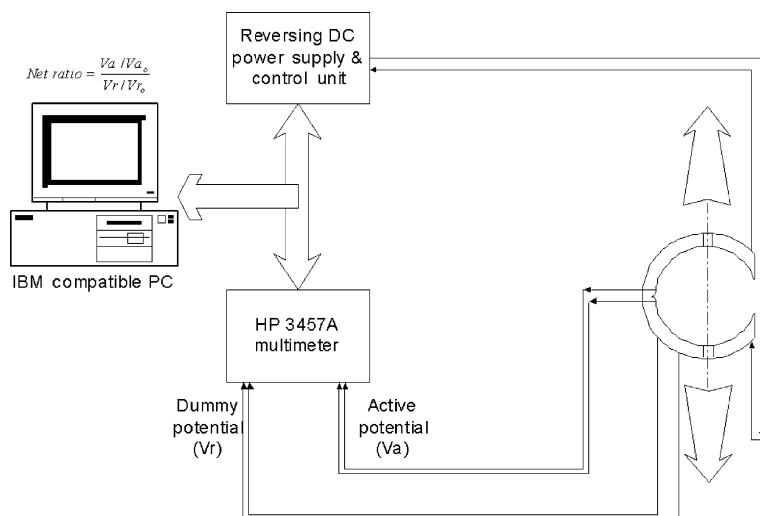 Reversing DC
power supply &
control unit
Net ratio = Va / Va₀ / Vr / Vr₀
IBM compatible PC
HP 3457A
multimeter
Dummy
potential
(Vr)
Active
potential
(Va)